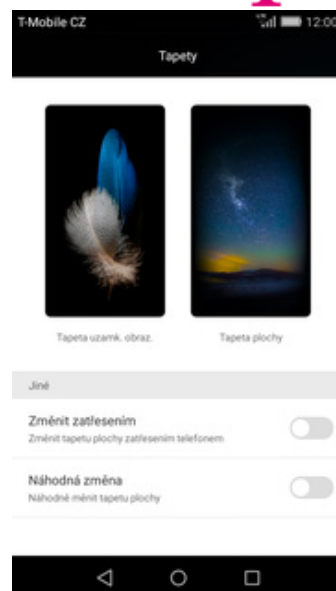 T-Mobile CZ 12:00
Tapety
Tapeta uzamk. obraz. Tapeta plochy
Jiné
Změnit zatřesením
Změnit tapetu plochy zatřesením telefonem
Náhodná změna
Náhodně měnit tapetu plochy